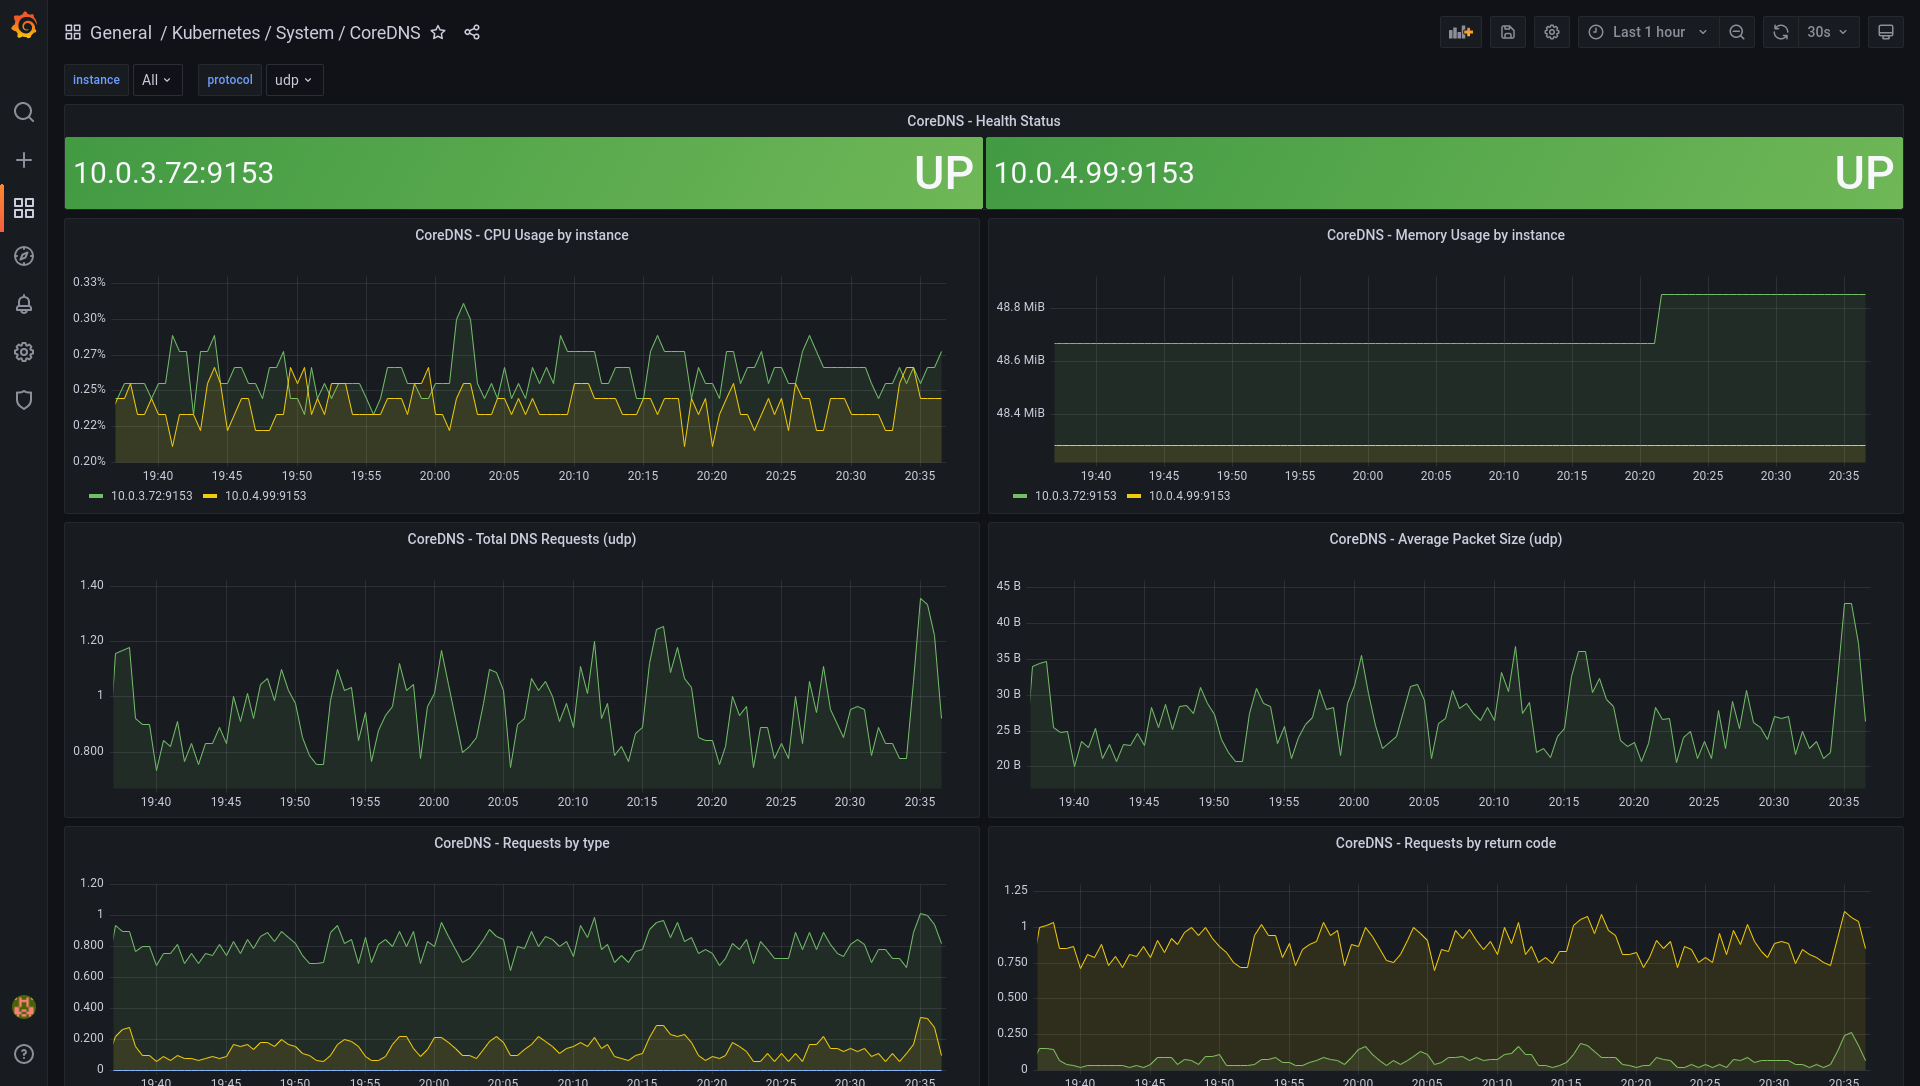 General / Kubernetes / System / CoreDNS
Last 1 hour
30s
instance All protocol udp
CoreDNS - Health Status
10.0.3.72:9153 UP
10.0.4.99:9153 UP
CoreDNS - CPU Usage by instance
0.33%
0.30%
0.27%
0.25%
0.22%
0.20%
19:40 19:45 19:50 19:55 20:00 20:05 20:10 20:15 20:20 20:25 20:30 20:35
10.0.3.72:9153 10.0.4.99:9153
CoreDNS - Memory Usage by instance
48.8 MiB
48.6 MiB
48.4 MiB
19:40 19:45 19:50 19:55 20:00 20:05 20:10 20:15 20:20 20:25 20:30 20:35
10.0.3.72:9153 10.0.4.99:9153
CoreDNS - Total DNS Requests (udp)
1.40
1.20
1
0.800
19:40 19:45 19:50 19:55 20:00 20:05 20:10 20:15 20:20 20:25 20:30 20:35
CoreDNS - Average Packet Size (udp)
45 B
40 B
35 B
30 B
25 B
20 B
19:40 19:45 19:50 19:55 20:00 20:05 20:10 20:15 20:20 20:25 20:30 20:35
CoreDNS - Requests by type
1.20
1
0.800
0.600
0.400
0.200
0
19:40 19:45 19:50 19:55 20:00 20:05 20:10 20:15 20:20 20:25 20:30 20:35
CoreDNS - Requests by return code
1.25
1
0.750
0.500
0.250
0
19:40 19:45 19:50 19:55 20:00 20:05 20:10 20:15 20:20 20:25 20:30 20:35